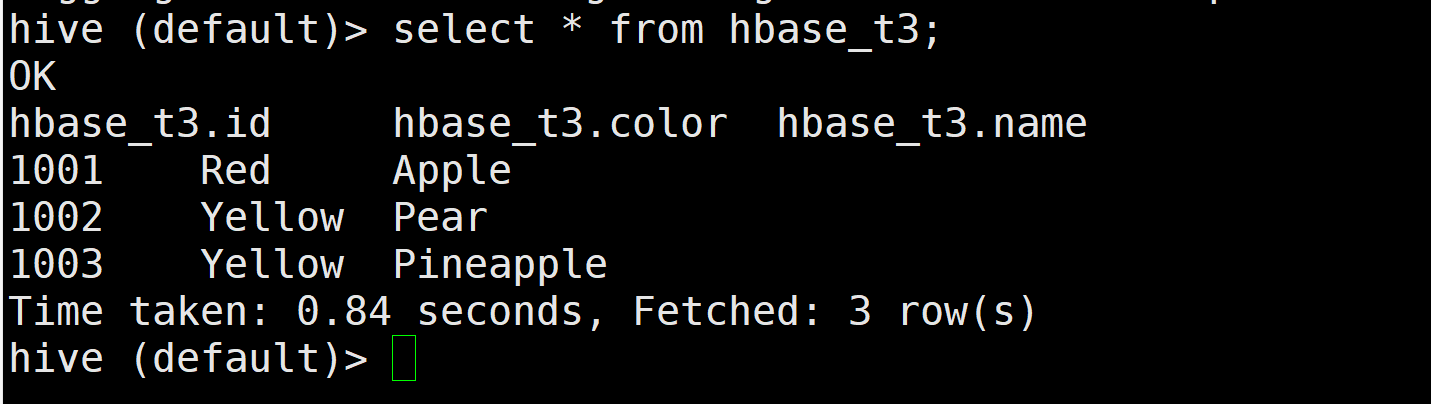 hive (default)> select * from hbase_t3;
OK
hbase_t3.id hbase_t3.color hbase_t3.name
1001 Red Apple
1002 Yellow Pear
1003 Yellow Pineapple
Time taken: 0.84 seconds, Fetched: 3 row(s)
hive (default)>